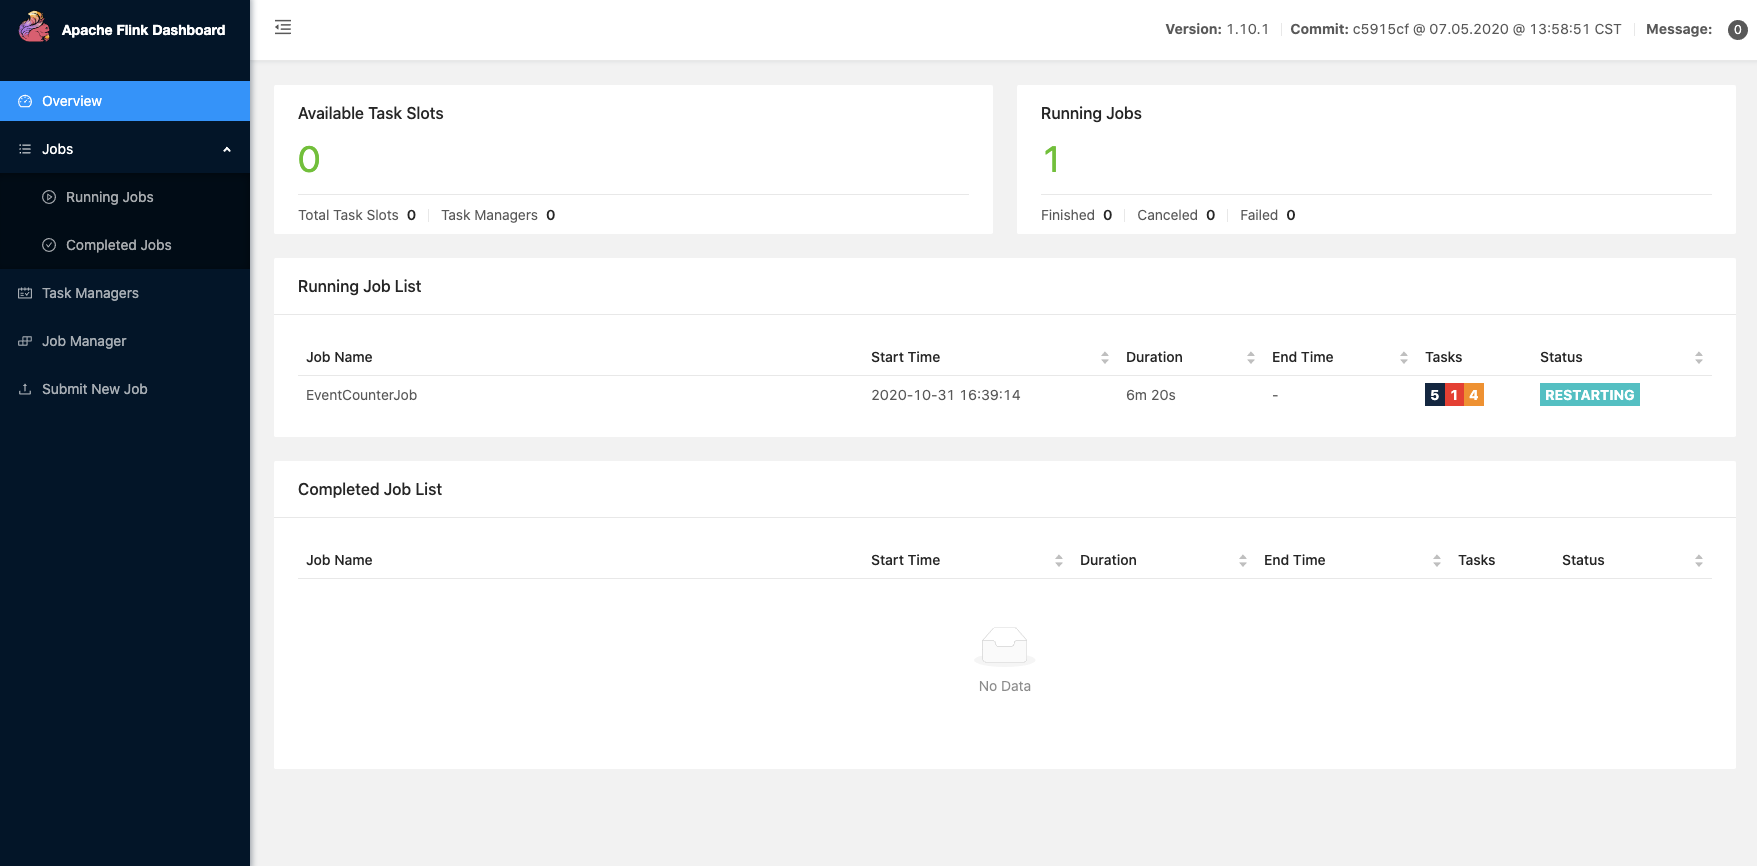 Apache Flink Dashboard
Version: 1.10.1 Commit: c5915cf @ 07.05.2020 @ 13:58:51 CST Message: 0
Overview
Jobs
Running Jobs
Completed Jobs
Task Managers
Job Manager
Submit New Job
Available Task Slots
0
Total Task Slots 0 Task Managers 0
Running Jobs
1
Finished 0 Canceled 0 Failed 0
Running Job List
Job Name Start Time Duration End Time Tasks Status
EventCounterJob 2020-10-31 16:39:14 6m 20s - 5 1 4 RESTARTING
Completed Job List
Job Name Start Time Duration End Time Tasks Status
No Data